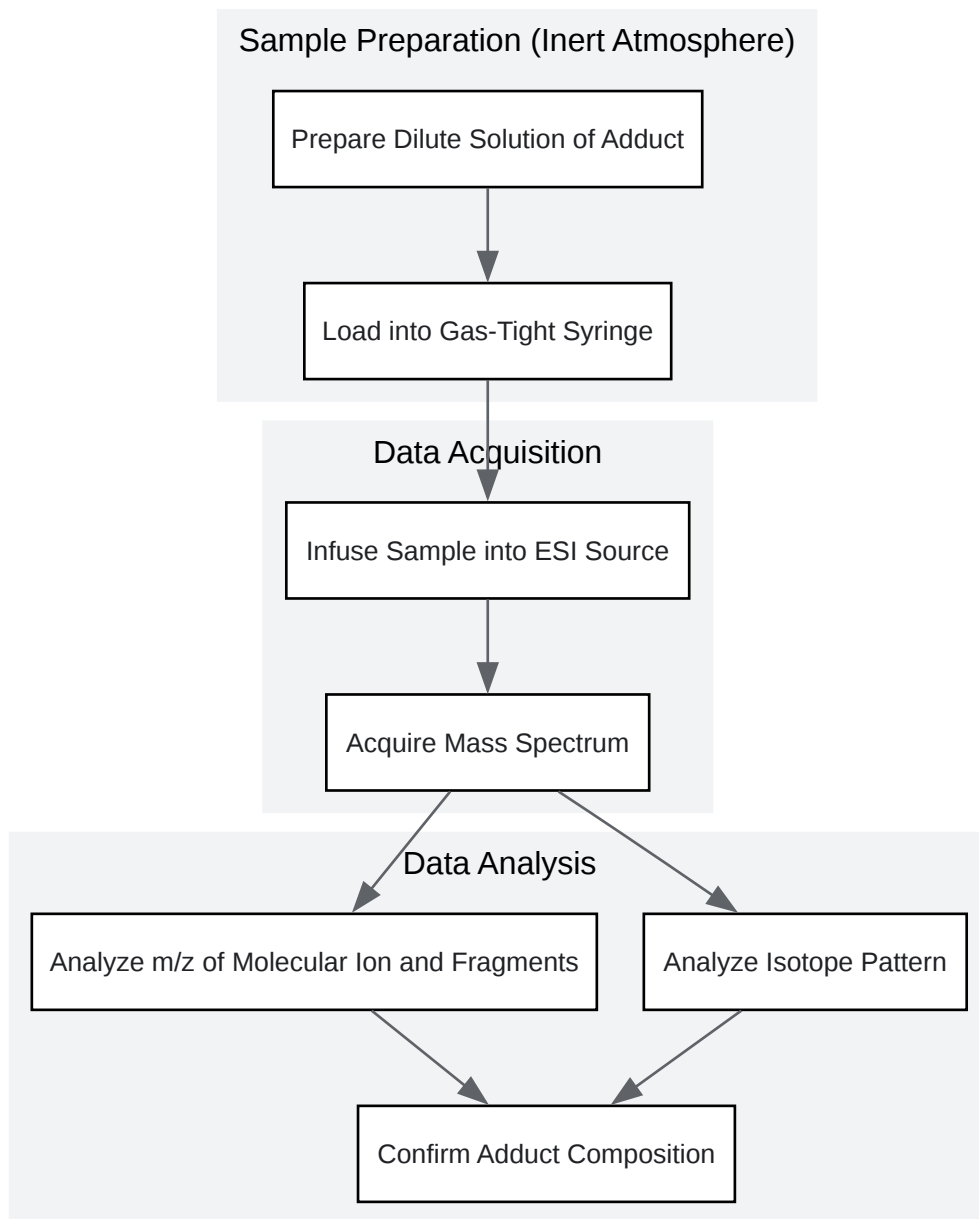 Sample Preparation (Inert Atmosphere)
Prepare Dilute Solution of Adduct
Load into Gas-Tight Syringe
Data Acquisition
Infuse Sample into ESI Source
Acquire Mass Spectrum
Data Analysis
Analyze m/z of Molecular Ion and Fragments
Analyze Isotope Pattern
Confirm Adduct Composition